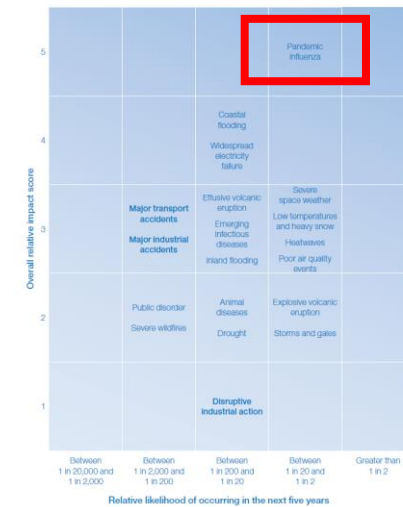 Overall relative impact score
5
Pandemic
influenza
4
Coastal
flooding
Widespread
electricity
failure
3
Major transport
accidents
Major industrial
accidents
Effusive volcanic
eruption
Emerging
infectious
diseases
Inland flooding
Severe
space weather
Low temperatures
and heavy snow
Heatwaves
Poor air quality
events
2
Public disorder
Severe wildfires
Animal
diseases
Drought
Explosive volcanic
eruption
Storms and gales
1
Disruptive
industrial action
Between
1 in 20,000 and
1 in 2,000
Between
1 in 2,000 and
1 in 200
Between
1 in 200 and
1 in 20
Between
1 in 20 and
1 in 2
Greater than
1 in 2
Relative likelihood of occurring in the next five years